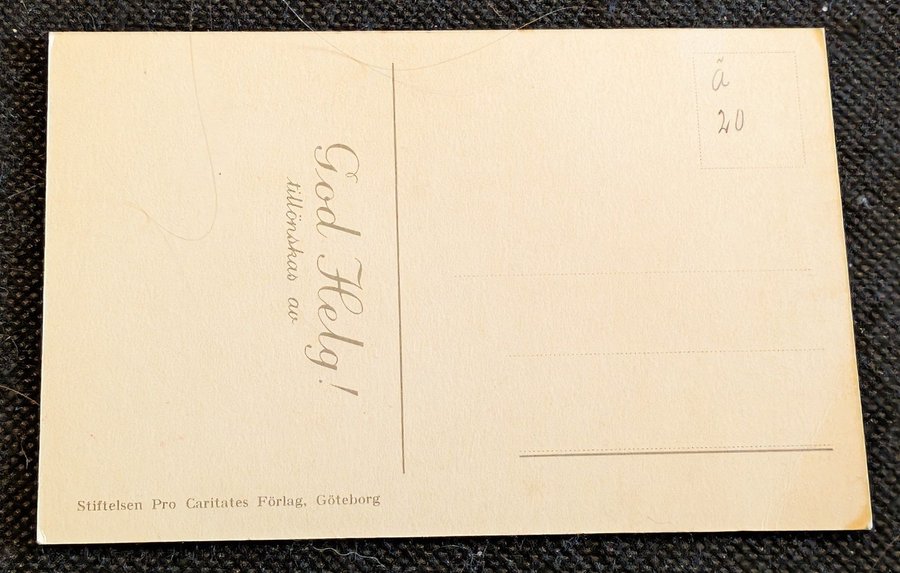 God Helg!
tillönskas av
Stiftelsen Pro Caritates Förlag, Göteborg
20